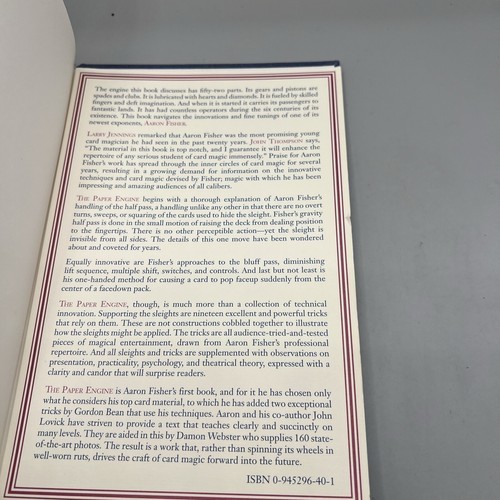 The engine this book discusses has fifty-two parts. Its gears and pistons are
spades and clubs. It is lubricated with hearts and diamonds. It is fueled by skilled
fingers and deft imagination. And when it is started it carries its passengers to
fantastic lands. It has had countless operators during the six centuries of its
existence. This book navigates the innovations and fine tunings of one of its
newest exponents, AARON FISHER.
LARRY JENNINGS remarked that Aaron Fisher was the most promising young
card magician he had seen in the past twenty years. JOHN THOMPSON says,
"The material in this book is top notch, and I guarantee it will enhance the
repertoire of any serious student of card magic immensely." Praise for Aaron
Fisher's work has spread through the inner circles of card magic for several
years, resulting in a growing demand for information on the innovative
techniques and card magic devised by Fisher; magic with which he has been
impressing and amazing audiences of all calibers.
THE PAPER ENGINE begins with a thorough explanation of Aaron Fisher's
handling of the half pass, a handling unlike any other in that there are no overt
turns, sweeps, or squaring of the cards used to hide the sleight. Fisher's gravity
half pass is done in the small motion of raising the deck from dealing position
to the fingertips. There is no other perceptible action—yet the sleight is
invisible from all sides. The details of this one move have been wondered
about and coveted for years.
Equally innovative are Fisher's approaches to the bluff pass, diminishing
lift sequence, multiple shift, switches, and controls. And last but not least is
his one-handed method for causing a card to pop faceup suddenly from the
center of a facedown pack.
THE PAPER ENGINE, though, is much more than a collection of technical
innovation. Supporting the sleights are nineteen excellent and powerful tricks
that rely on them. These are not constructions cobbled together to illustrate
how the sleights might be applied. The tricks are all audience-tried-and-tested
pieces of magical entertainment, drawn from Aaron Fisher's professional
repertoire. And all sleights and tricks are supplemented with observations on
presentation, practicality, psychology, and theatrical theory, expressed with a
clarity and candor that will surprise readers.
THE PAPER ENGINE is Aaron Fisher's first book, and for it he has chosen only
what he considers his top card material, to which he has added two exceptional
tricks by Gordon Bean that use his techniques. Aaron and his co-author John
Lovick have striven to provide a text that teaches clearly and succinctly on
many levels. They are aided in this by Damon Webster who supplies 160 state-
of-the-art photos. The result is a work that, rather than spinning its wheels in
well-worn ruts, drives the craft of card magic forward into the future.
ISBN 0-945296-40-1